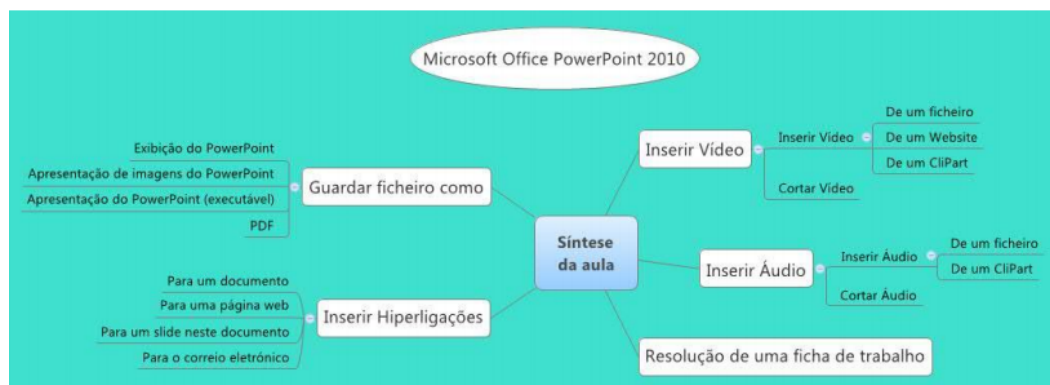 Microsoft Office PowerPoint 2010
Guardar ficheiro como
Exibição do PowerPoint
Apresentação de imagens do PowerPoint
Apresentação do PowerPoint (executável)
PDF
Inserir Hiperligações
Para um documento
Para uma página web
Para um slide neste documento
Para o correio eletrónico
Síntese
da aula
Inserir Vídeo
Inserir Vídeo
De um ficheiro
De um Website
De um CliPart
Cortar Vídeo
Inserir Áudio
Inserir Áudio
De um ficheiro
De um CliPart
Cortar Áudio
Resolução de uma ficha de trabalho